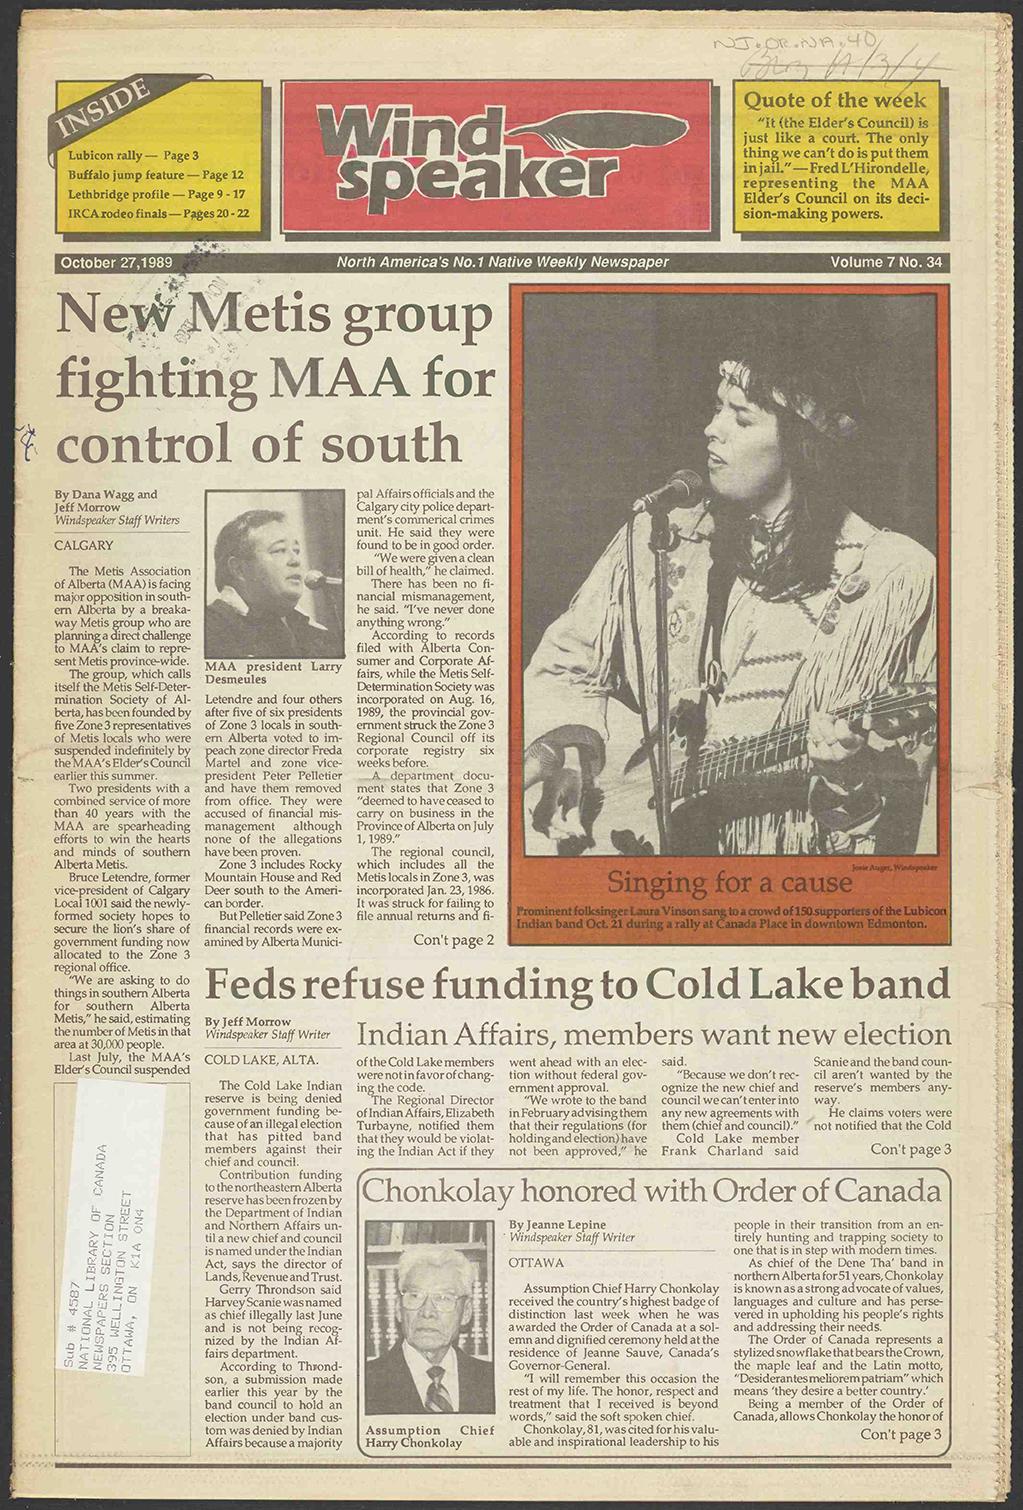 NJ.OR.NA.40
INSIDE
Lubicon rally — Page 3
Buffalo jump feature — Page 12
Lethbridge profile — Page 9 - 17
IRCA rodeo finals — Pages 20 - 22
Wind
speaker
Quote of the week
"It (the Elder's Council) is
just like a court. The only
thing we can't do is put them
in jail." — Fred L'Hirondelle,
representing the MAA
Elder's Council on its deci-
sion-making powers.
October 27,1989
North America's No.1 Native Weekly Newspaper
Volume 7 No. 34
New Metis group
fighting MAA for
control of south
By Dana Wagg and
Jeff Morrow
Windspeaker Staff Writers
CALGARY
The Metis Association
of Alberta (MAA) is facing
major opposition in south-
ern Alberta by a breaka-
way Metis group who are
planning a direct challenge
to MAA's claim to repre-
sent Metis province-wide.
The group, which calls
itself the Metis Self-Deter-
mination Society of Al-
berta, has been founded by
five Zone 3 representatives
of Metis locals who were
suspended indefinitely by
the MAA's Elder's Council
earlier this summer.
Two presidents with a
combined service of more
than 40 years with the
MAA are spearheading
efforts to win the hearts
and minds of southern
Alberta Metis.
Bruce Letendre, former
vice-president of Calgary
Local 1001 said the newly-
formed society hopes to
secure the lion's share of
government funding now
allocated to the Zone 3
regional office.
"We are asking to do
things in southern Alberta
for southern Alberta
Metis," he said, estimating
the number of Metis in that
area at 30,000 people.
Last July, the MAA's
Elder's Council suspended
MAA president Larry
Desmeules
Letendre and four others
after five of six presidents
of Zone 3 locals in south-
ern Alberta voted to im-
peach zone director Freda
Martel and zone vice-
president Peter Pelletier
and have them removed
from office. They were
accused of financial mis-
management although
none of the allegations
have been proven.
Zone 3 includes Rocky
Mountain House and Red
Deer south to the Ameri-
can border.
But Pelletier said Zone 3
financial records were ex-
amined by Alberta Munici-
pal Affairs officials and the
Calgary city police depart-
ment's commerical crimes
unit. He said they were
found to be in good order.
"We were given a clean
bill of health," he claimed.
There has been no fi-
nancial mismanagement,
he said. "I've never done
anything wrong."
According to records
filed with Alberta Con-
sumer and Corporate Af-
fairs, while the Metis Self-
Determination Society was
incorporated on Aug. 16,
1989, the provincial gov-
ernment struck the Zone 3
Regional Council off its
corporate registry six
weeks before.
A department docu-
ment states that Zone 3
"deemed to have ceased to
carry on business in the
Province of Alberta on July
1, 1989."
The regional council,
which includes all the
Metis locals in Zone 3, was
incorporated Jan. 23, 1986.
It was struck for failing to
file annual returns and fi-
Con't page 2
Josie Auger, Windspeaker
Singing for a cause
Prominent folksinger Laura Vinson sang to a crowd of 150 supporters of the Lubicon
Indian band Oct. 21 during a rally at Canada Place in downtown Edmonton.
Feds refuse funding to Cold Lake band
Indian Affairs, members want new election
By Jeff Morrow
Windspeaker Staff Writer
COLD LAKE, ALTA.
The Cold Lake Indian
reserve is being denied
government funding be-
cause of an illegal election
that has pitted band
members against their
chief and council.
Contribution funding
to the northeastern Alberta
reserve has been frozen by
the Department of Indian
and Northern Affairs un-
til a new chief and council
is named under the Indian
Act, says the director of
Lands, Revenue and Trust.
Gerry Throndson said
Harvey Scanie was named
as chief illegally last June
and is not being recog-
nized by the Indian Af-
fairs department.
According to Thrond-
son, a submission made
earlier this year by the
band council to hold an
election under band cus-
tom was denied by Indian
Affairs because a majority
of the Cold Lake members
were not in favor of chang-
ing the code.
The Regional Director
of Indian Affairs, Elizabeth
Turbayne, notified them
that they would be violat-
ing the Indian Act if they
went ahead with an elec-
tion without federal gov-
ernment approval.
"We wrote to the band
in February advising them
that their regulations (for
holding and election) have
not been approved," he
said.
"Because we don't rec-
ognize the new chief and
council we can't enter into
any new agreements with
them (chief and council)."
Cold Lake member
Frank Charland said
Scanie and the band coun-
cil aren't wanted by the
reserve's members any-
way.
He claims voters were
not notified that the Cold
Con't page 3
Chonkolay honored with Order of Canada
Assumption Chief
Harry Chonkolay
By Jeanne Lepine
Windspeaker Staff Writer
OTTAWA
Assumption Chief Harry Chonkolay
received the country's highest badge of
distinction last week when he was
awarded the Order of Canada at a sol-
emn and dignified ceremony held at the
residence of Jeanne Sauve, Canada's
Governor-General.
"I will remember this occasion the
rest of my life. The honor, respect and
treatment that I received is beyond
words," said the soft spoken chief.
Chonkolay, 81, was cited for his valu-
able and inspirational leadership to his
people in their transition from an en-
tirely hunting and trapping society to
one that is in step with modern times.
As chief of the Dene Tha' band in
northern Alberta for 51 years, Chonkolay
is known as a strong advocate of values,
languages and culture and has perse-
vered in upholding his people's rights
and addressing their needs.
The Order of Canada represents a
stylized snowflake that bears the Crown,
the maple leaf and the Latin motto,
"Desiderantes meliorem patriam" which
means 'they desire a better country.'
Being a member of the Order of
Canada, allows Chonkolay the honor of
Con't page 3
Sub # 4587
NATIONAL LIBRARY OF CANADA
NEWSPAPERS SECTION
395 WELLINGTON STREET
OTTAWA, ON K1A 0N4